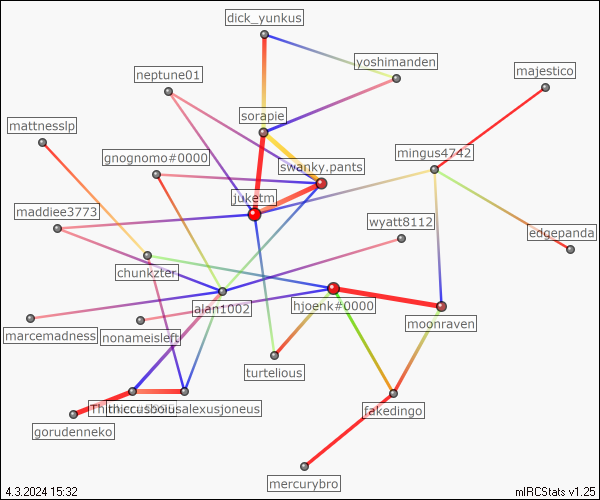 dick_yunkus
yoshimanden
neptune01
majestico
sorapie
mattnesslp
gnognomo#0000
swanky.pants
mingus4742
juketm
maddiee3773
wyatt8112
edgepanda
chunkzter
alan1002
hjoenk#0000
moonraven
marcemadness
nonameisleft
turtelious
thiccusboiusalexusjoneus
fakedingo
gorudenneko
mercurybro
4.3.2024 15:32
mIRCStats v1.25